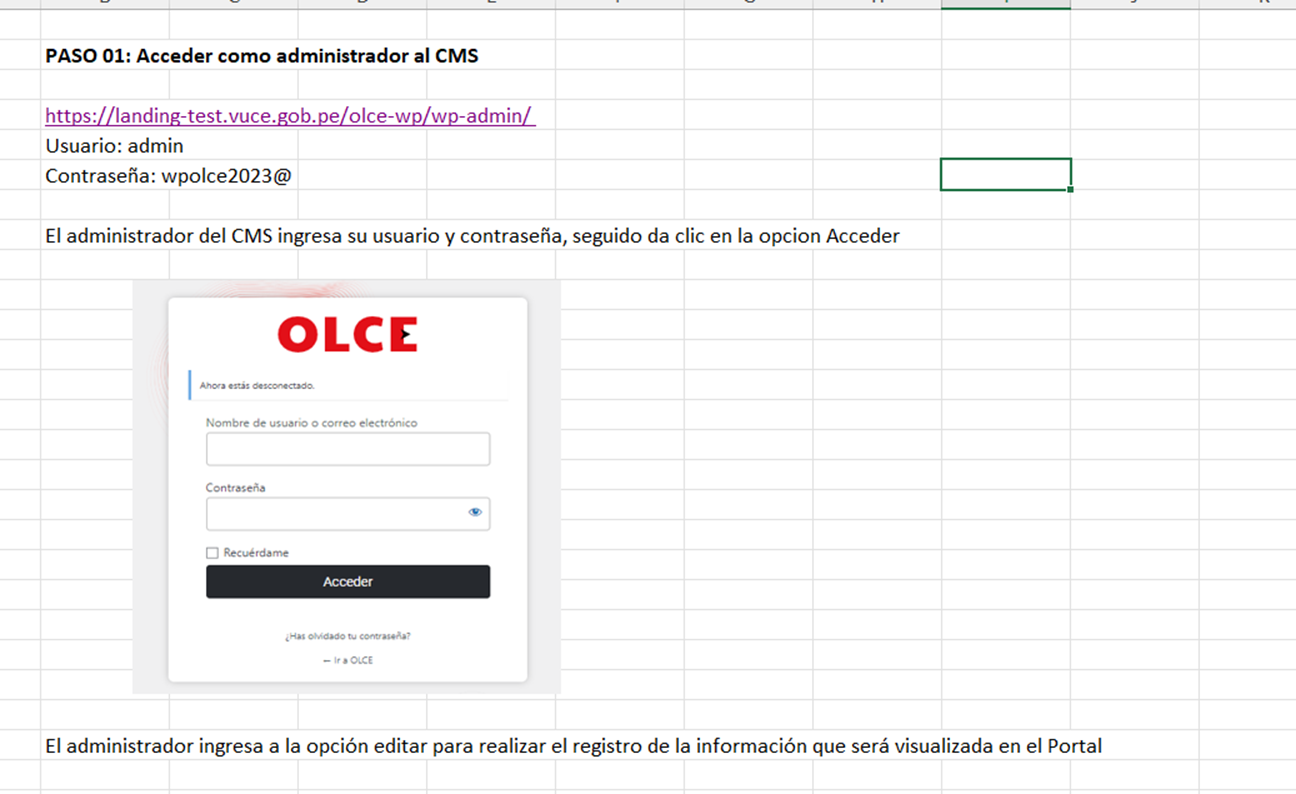 PASO 01: Acceder como administrador al CMS
https://landing-test.vuce.gob.pe/olce-wp/wp-admin/
Usuario: admin
Contraseña: wpolce2023@
El administrador del CMS ingresa su usuario y contraseña, seguido da clic en la opcion Acceder
OLCE
Ahora estás desconectado.
Nombre de usuario o correo electrónico
Contraseña
Recuérdame
Acceder
¿Has olvidado tu contraseña?
← Ir a OLCE
El administrador ingresa a la opción editar para realizar el registro de la información que será visualizada en el Portal